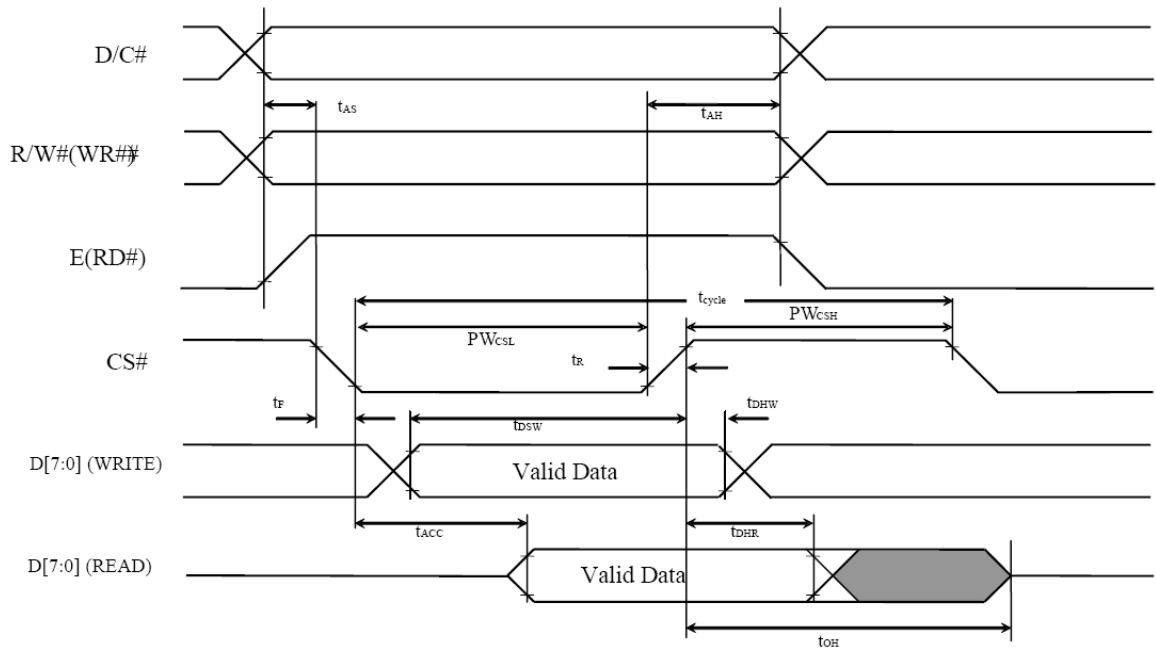 D/C#
tAS
tAH
R/W#(WR##)
E(RD#)
tcycle
PWCSL
PWCSH
CS#
tR
tF
tDSW
tDHW
D[7:0] (WRITE)
Valid Data
tACC
tDHR
D[7:0] (READ)
Valid Data
tOH